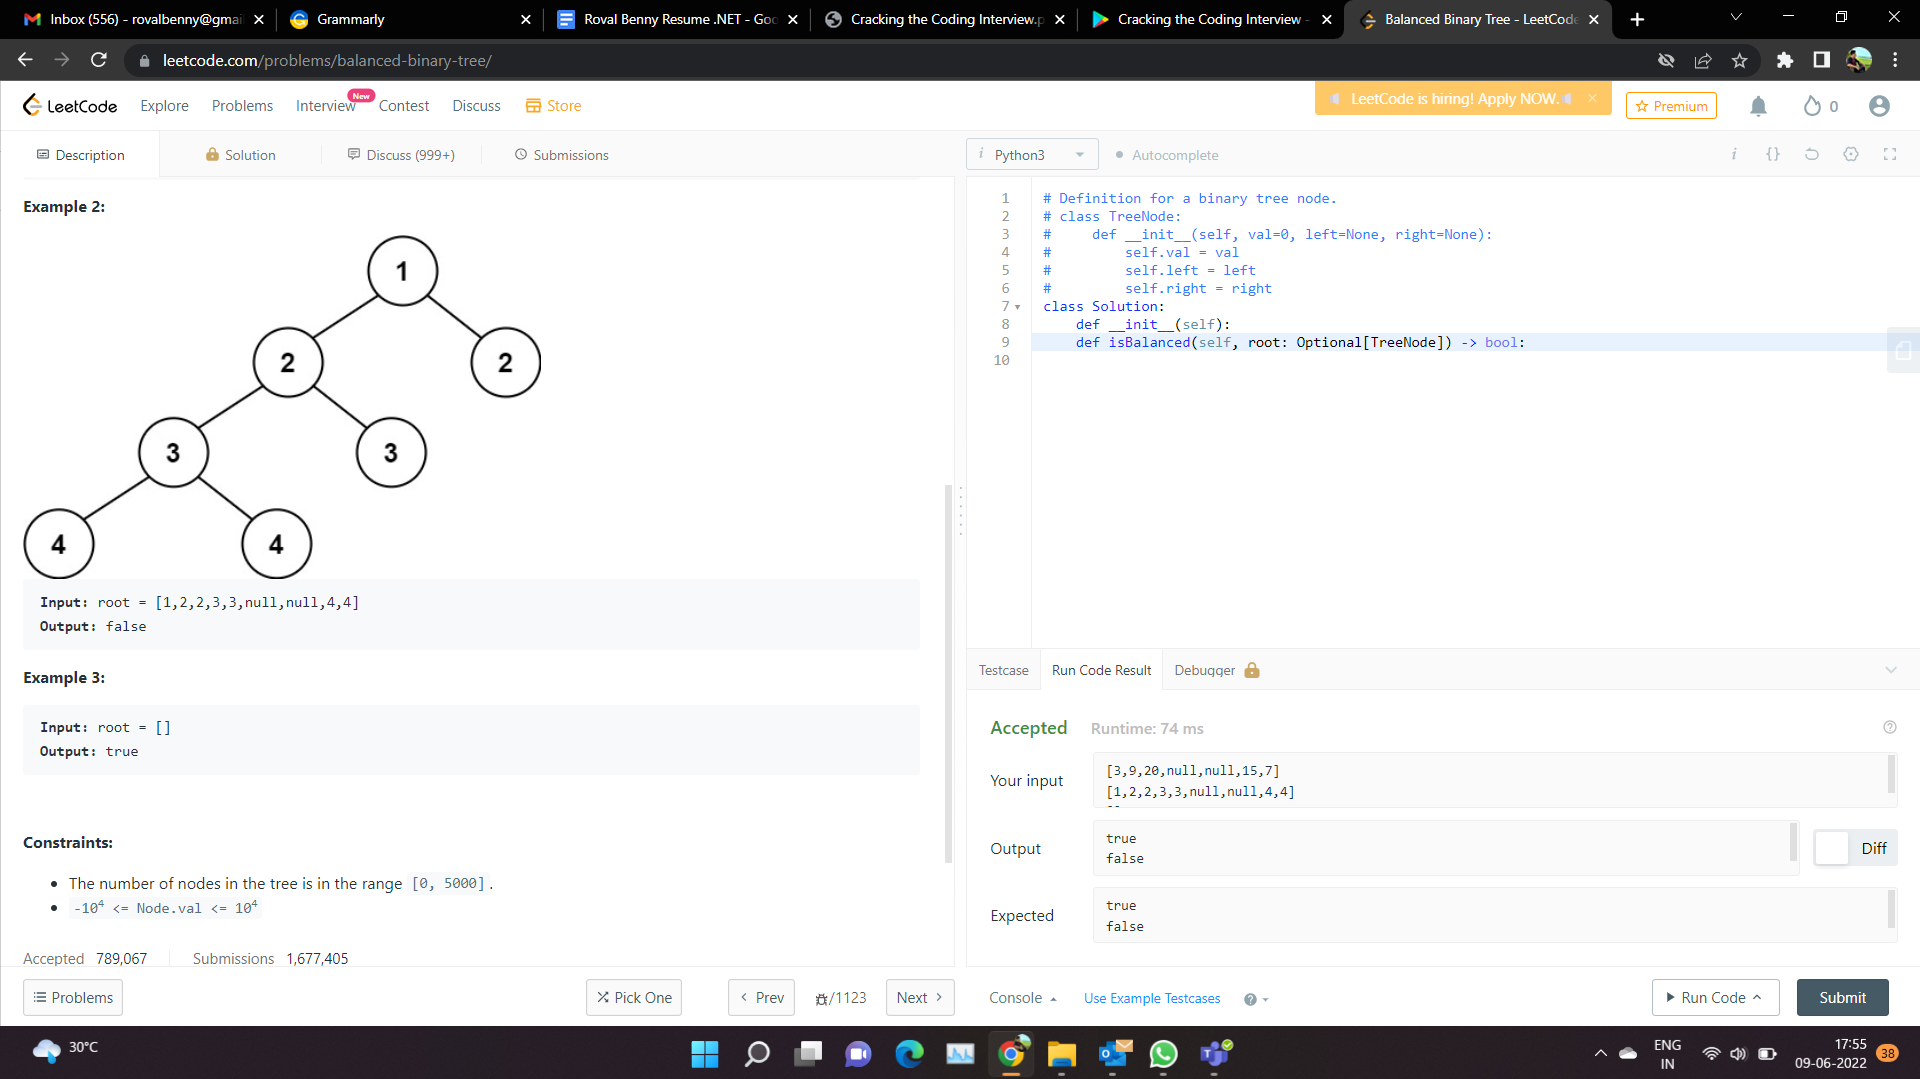 Inbox (556) - rovalbenny@gmai
Grammarly
Roval Benny Resume .NET - Goo
Cracking the Coding Interview.p
Cracking the Coding Interview -
Balanced Binary Tree - LeetCode
leetcode.com/problems/balanced-binary-tree/
LeetCode
Explore
Problems
Interview
New
Contest
Discuss
Store
LeetCode is hiring! Apply NOW.
Premium
0
Description
Solution
Discuss (999+)
Submissions
Example 2:
1
2
2
3
3
4
4
Input: root = [1,2,2,3,3,null,null,4,4]
Output: false
Example 3:
Input: root = []
Output: true
Constraints:
The number of nodes in the tree is in the range [0, 5000].
-10⁴ <= Node.val <= 10⁴
Accepted 789,067
Submissions 1,677,405
Problems
Pick One
Prev
/1123
Next
i Python3
Autocomplete
i {}
1 # Definition for a binary tree node.
2 # class TreeNode:
3 #     def __init__(self, val=0, left=None, right=None):
4 #         self.val = val
5 #         self.left = left
6 #         self.right = right
7 class Solution:
8     def __init__(self):
9     def isBalanced(self, root: Optional[TreeNode]) -> bool:
10
Testcase
Run Code Result
Debugger
Accepted
Runtime: 74 ms
Your input
[3,9,20,null,null,15,7]
[1,2,2,3,3,null,null,4,4]
Output
true
false
Diff
Expected
true
false
Console
Use Example Testcases
Run Code
Submit
30°C
ENG
IN
17:55
09-06-2022
38